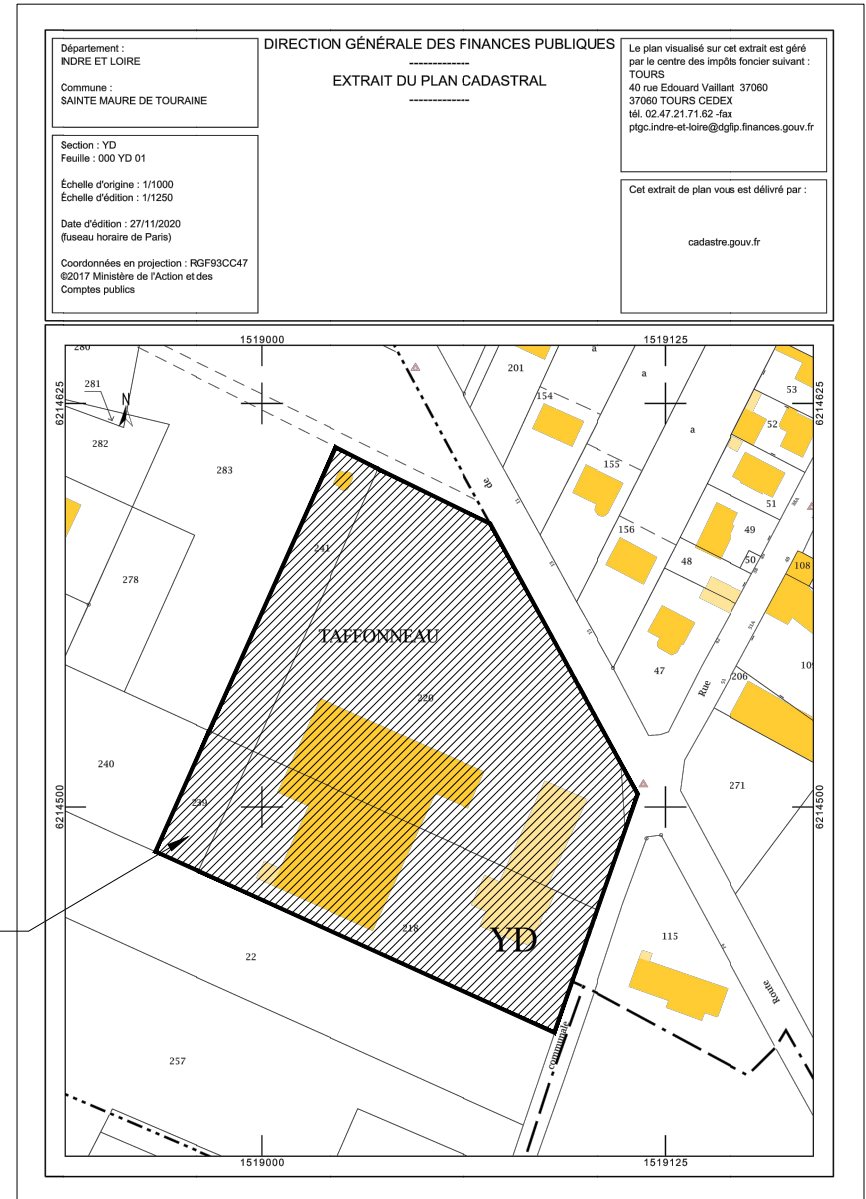 Département :
INDRE ET LOIRE
Commune :
SAINTE MAURE DE TOURAINE
Section : YD
Feuille : 000 YD 01
Échelle d'origine : 1/1000
Échelle d'édition : 1/1250
Date d'édition : 27/11/2020
(fuseau horaire de Paris)
Coordonnées en projection : RGF93CC47
©2017 Ministère de l'Action et des
Comptes publics
DIRECTION GÉNÉRALE DES FINANCES PUBLIQUES
-------------
EXTRAIT DU PLAN CADASTRAL
-------------
Le plan visualisé sur cet extrait est géré
par le centre des impôts foncier suivant :
TOURS
40 rue Edouard Vaillant 37060
37060 TOURS CEDEX
tél. 02.47.21.71.62 -fax
ptgc.indre-et-loire@dgfip.finances.gouv.fr
Cet extrait de plan vous est délivré par :
cadastre.gouv.fr
1519000
1519125
280
a
201
a
281
N
154
53
6214625
6214625
282
52
a
283
155
de
51
156
49
241
48
50
108
278
TAFFONNEAU
47
109
206
Rue
220
240
271
239
6214500
6214500
218
YD
115
22
Route
communale
257
1519000
1519125